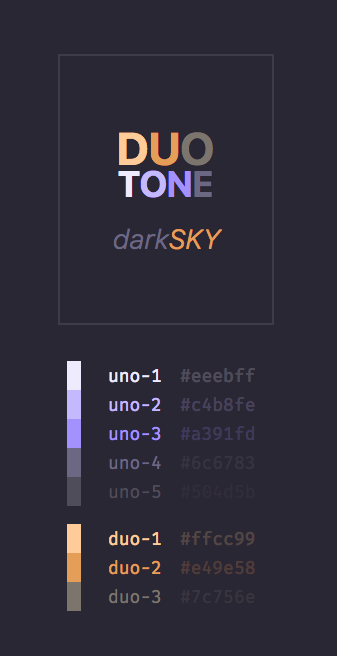 DUO
TONE
darkSKY
uno-1 #eeebff
uno-2 #c4b8fe
uno-3 #a391fd
uno-4 #6c6783
uno-5 #504d5b
duo-1 #ffcc99
duo-2 #e49e58
duo-3 #7c756e